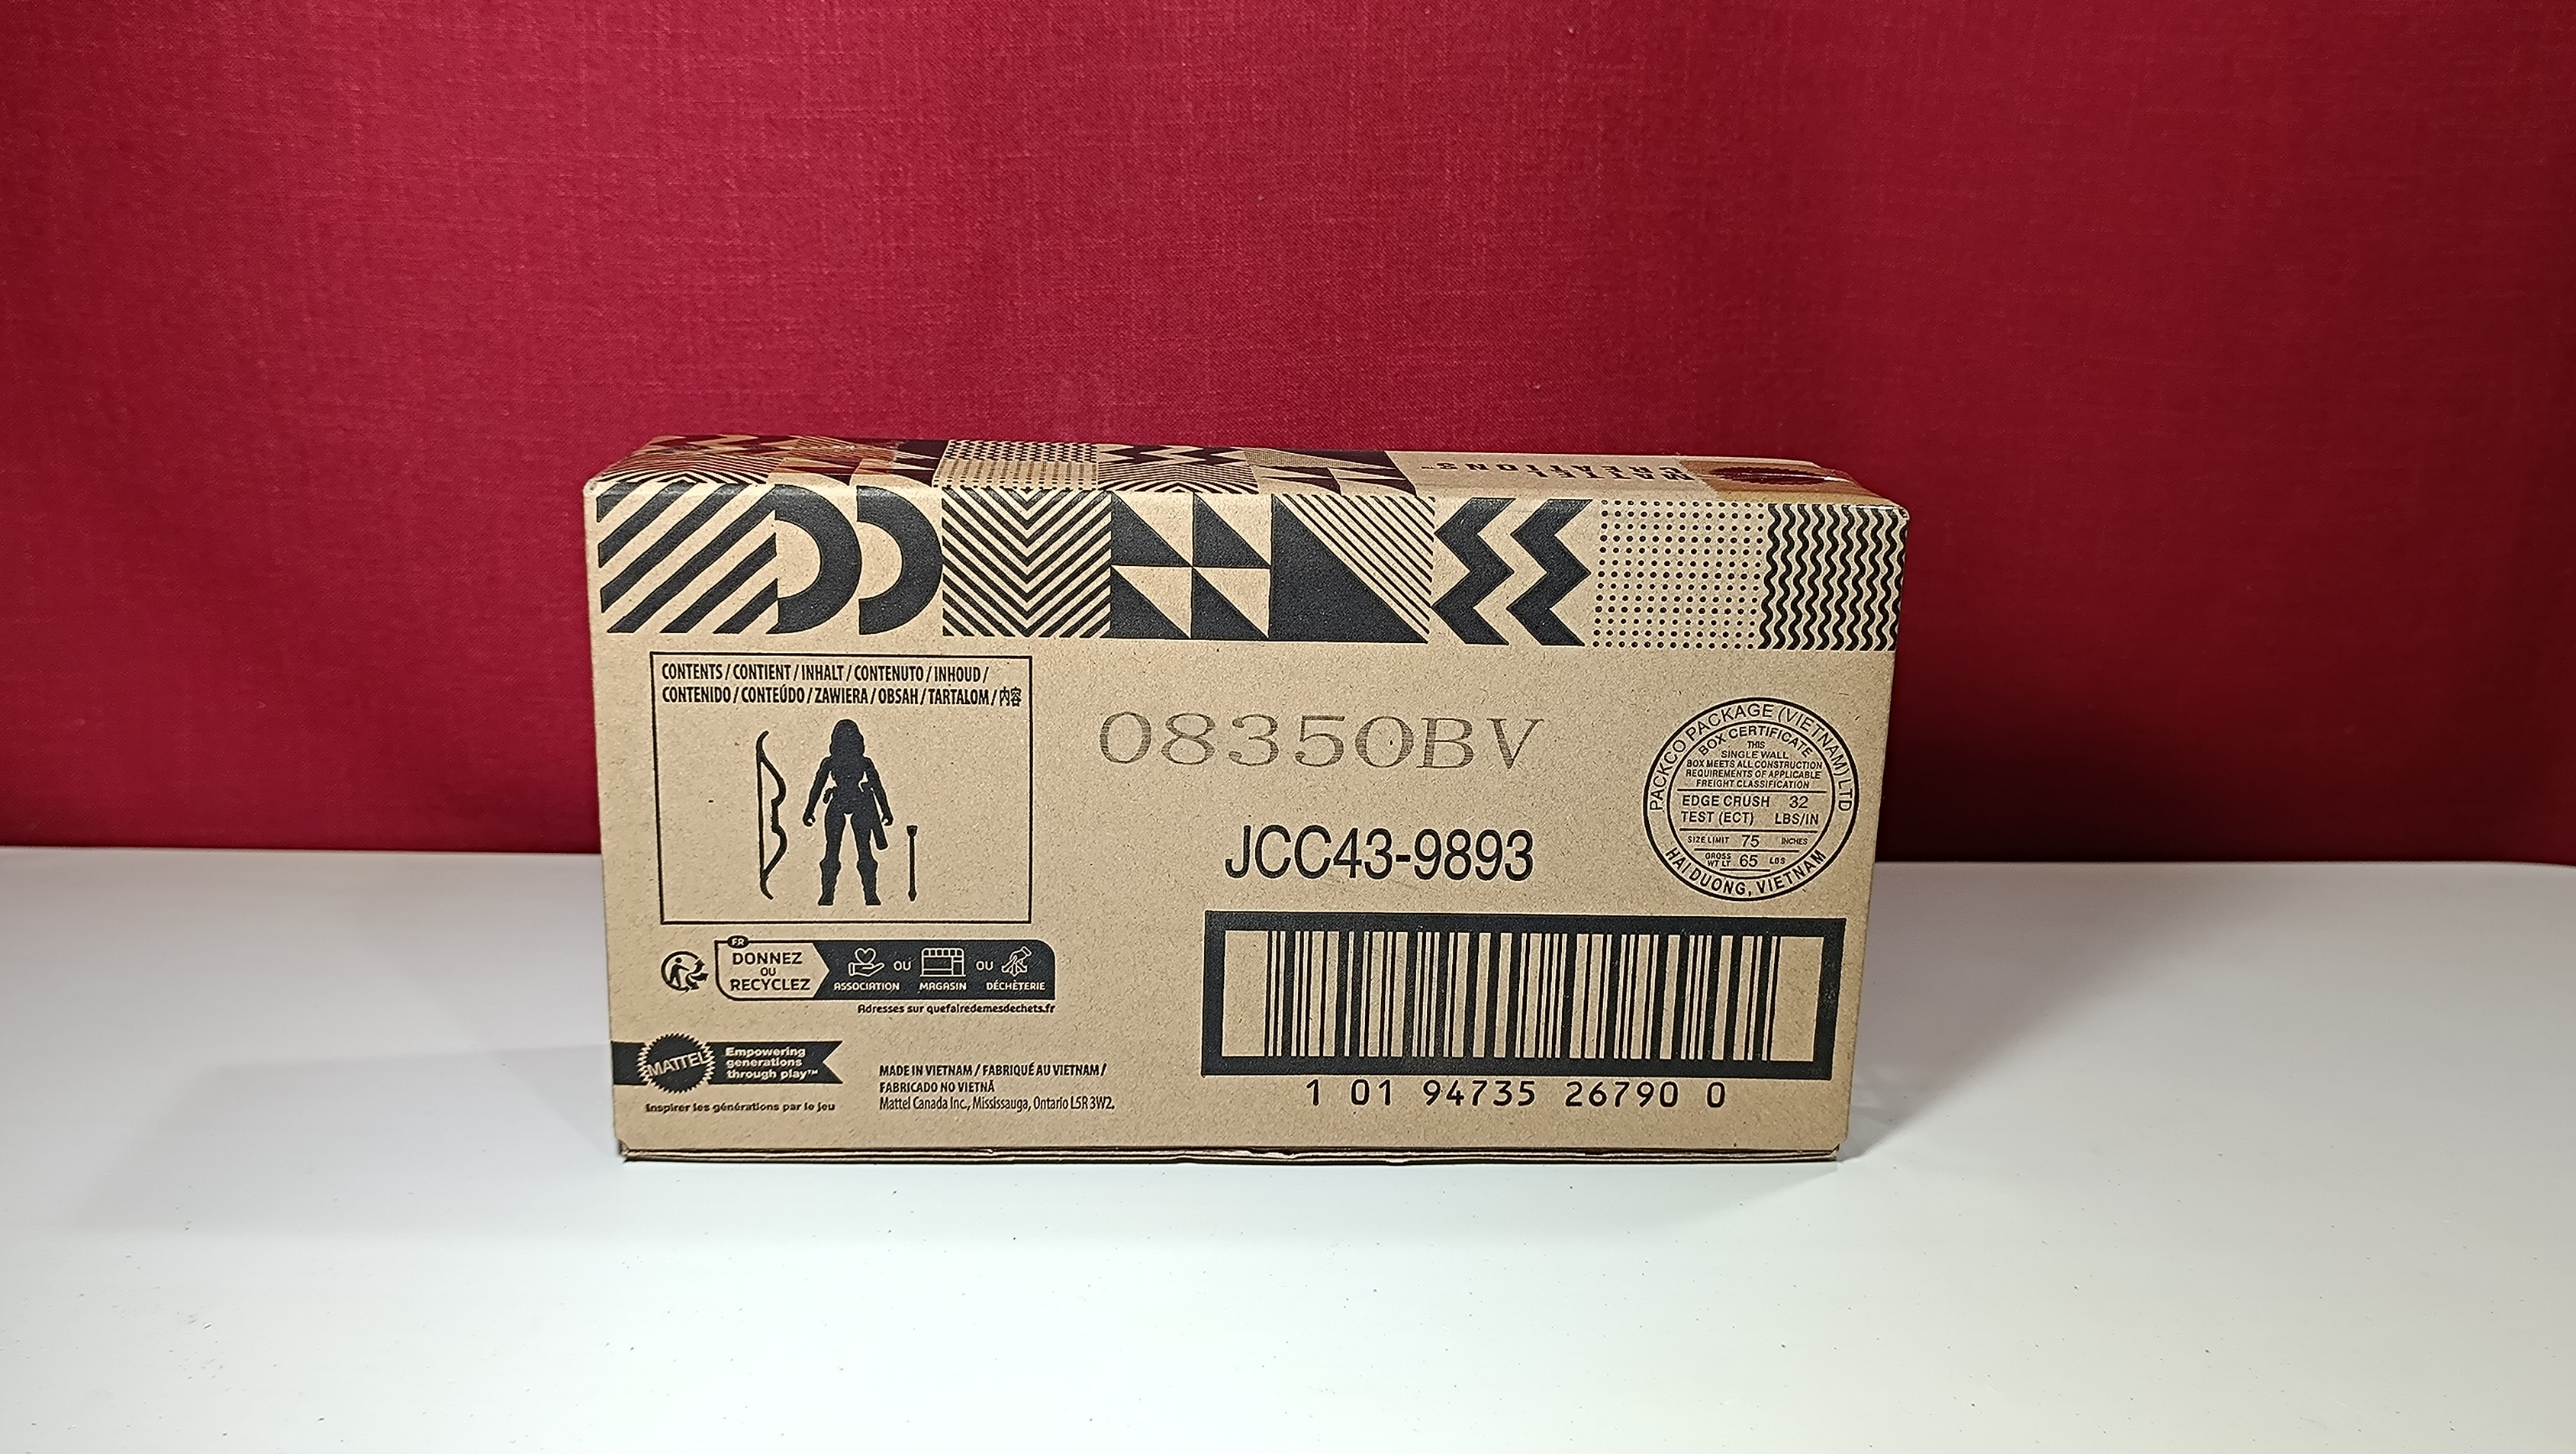 MATTEL
CREATIONS™
CONTENTS / CONTIENT / INHALT / CONTENUTO / INHOUD /
CONTENIDO / CONTEÚDO / ZAWIERA / OBSAH / TARTALOM / 内容
08350BV
JCC43-9893
PACKCO PACKAGE (VIETNAM) LTD
BOX CERTIFICATE
THIS
SINGLE WALL
BOX MEETS ALL CONSTRUCTION
REQUIREMENTS OF APPLICABLE
FREIGHT CLASSIFICATION
EDGE CRUSH 32
TEST (ECT) LBS/IN
SIZE LIMIT 75 INCHES
GROSS
WT LT 65 LBS
HAI DUONG, VIETNAM
FR
DONNEZ
OU
RECYCLEZ
ASSOCIATION OU MAGASIN OU DÉCHÈTERIE
Adresses sur quefairedemesdechets.fr
MATTEL
Empowering
generations
through play™
Inspirer les générations par le jeu
MADE IN VIETNAM / FABRIQUÉ AU VIETNAM /
FABRICADO NO VIETNÃ
Mattel Canada Inc., Mississauga, Ontario L5R 3W2.
1 01 94735 26790 0